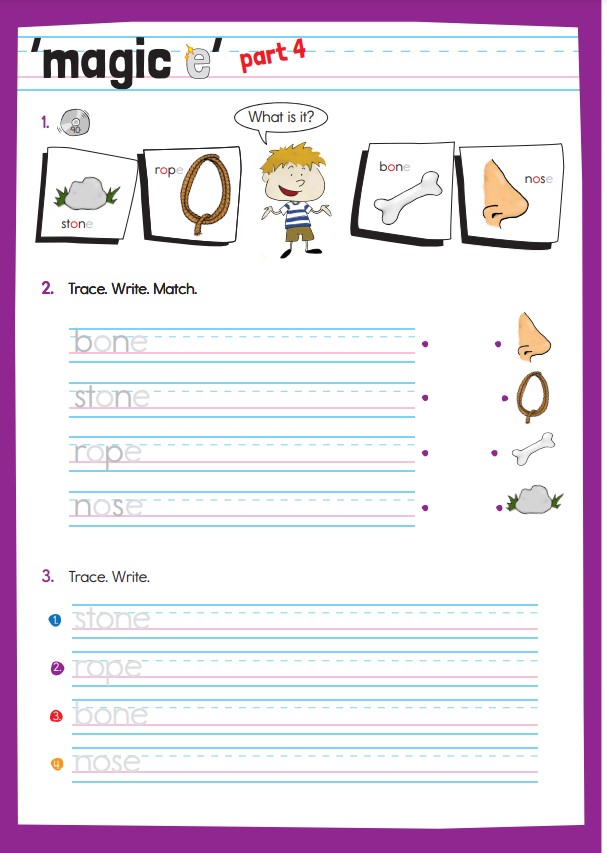 'magic e' part 4
1. 90 What is it?
stone rope bone nose
2. Trace. Write. Match.
bone
stone
rope
nose
3. Trace. Write.
1. stone
2. rope
3. bone
4. nose